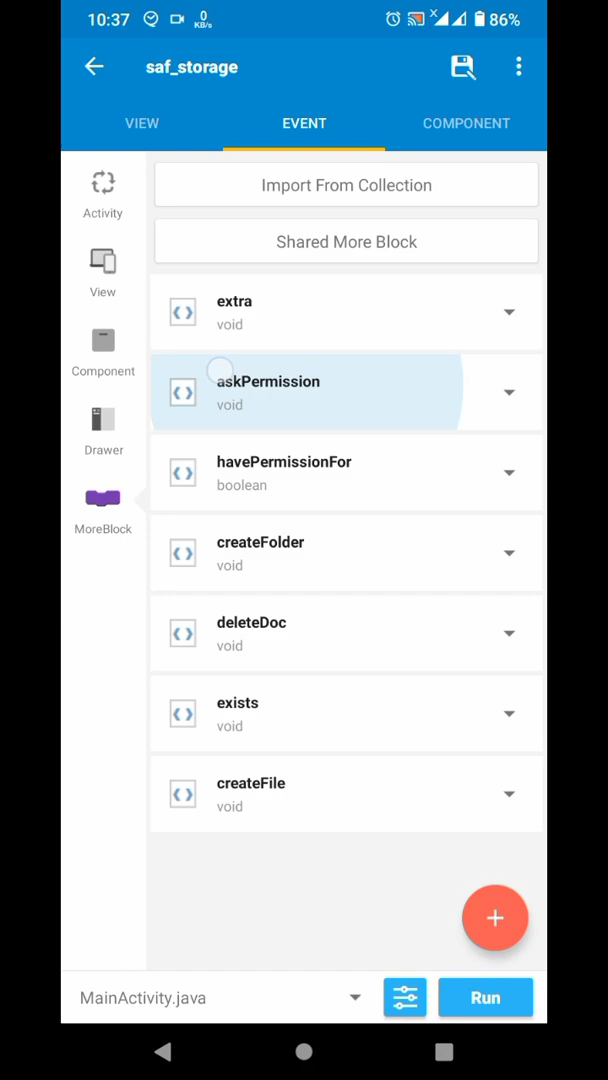 10:37
0
KB/s
86%
saf_storage
VIEW
EVENT
COMPONENT
Activity
View
Component
Drawer
MoreBlock
Import From Collection
Shared More Block
extra
void
askPermission
void
havePermissionFor
boolean
createFolder
void
deleteDoc
void
exists
void
createFile
void
MainActivity.java
Run